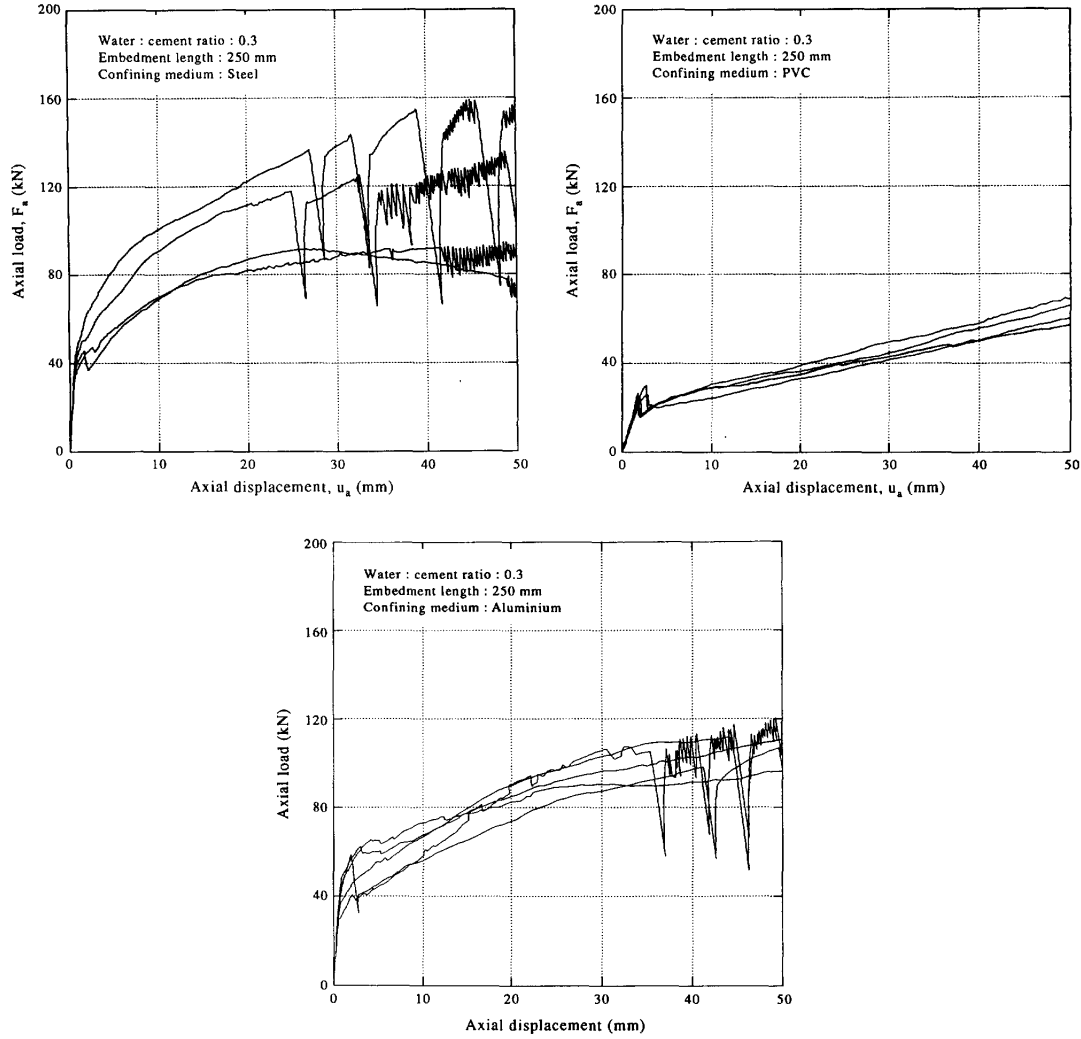 200
160
120
80
40
0
Axial load, Fₐ (kN)
Water : cement ratio : 0.3
Embedment length : 250 mm
Confining medium : Steel
0 10 20 30 40 50
Axial displacement, uₐ (mm)
200
160
120
80
40
0
Axial load, Fₐ (kN)
Water : cement ratio : 0.3
Embedment length : 250 mm
Confining medium : PVC
0 10 20 30 40 50
Axial displacement, uₐ (mm)
200
160
120
80
40
0
Axial load (kN)
Water : cement ratio : 0.3
Embedment length : 250 mm
Confining medium : Aluminium
0 10 20 30 40 50
Axial displacement (mm)